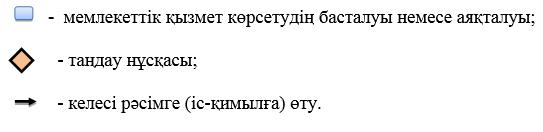 - мемлекеттік қызмет көрсетудің басталуы немесе аяқталуы;
- таңдау нұсқасы;
- келесі рәсімге (іс-қимылға) өту.